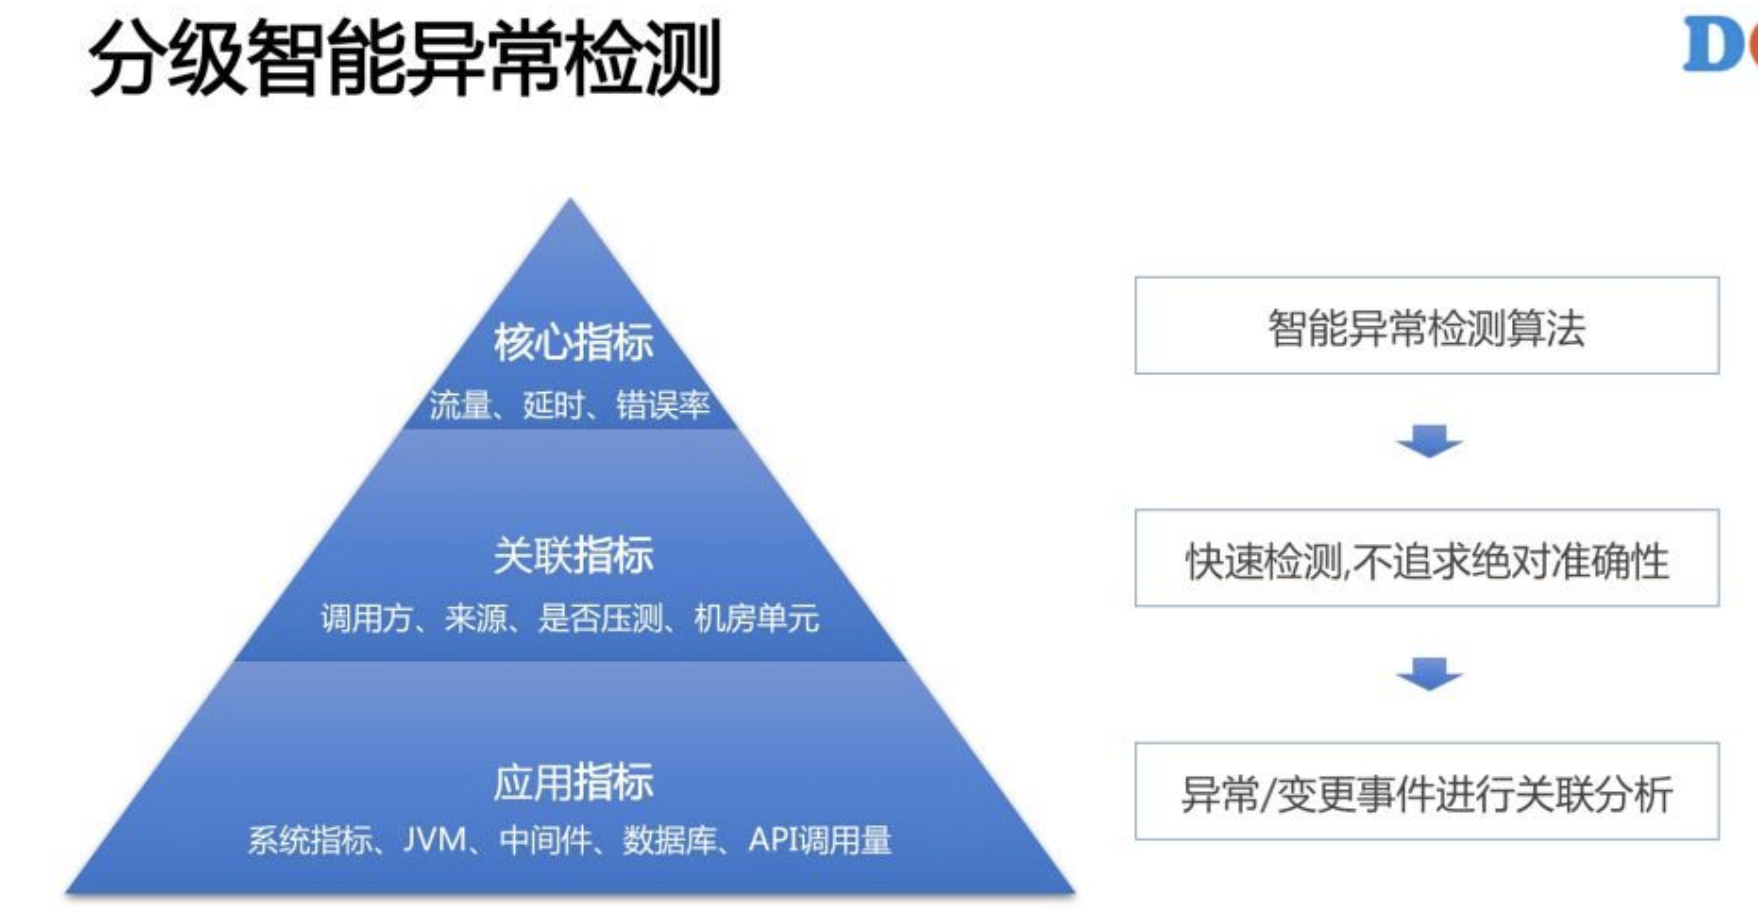 分级智能异常检测
D
核心指标
流量、延时、错误率
关联指标
调用方、来源、是否压测、机房单元
应用指标
系统指标、JVM、中间件、数据库、API调用量
智能异常检测算法
快速检测,不追求绝对准确性
异常/变更事件进行关联分析